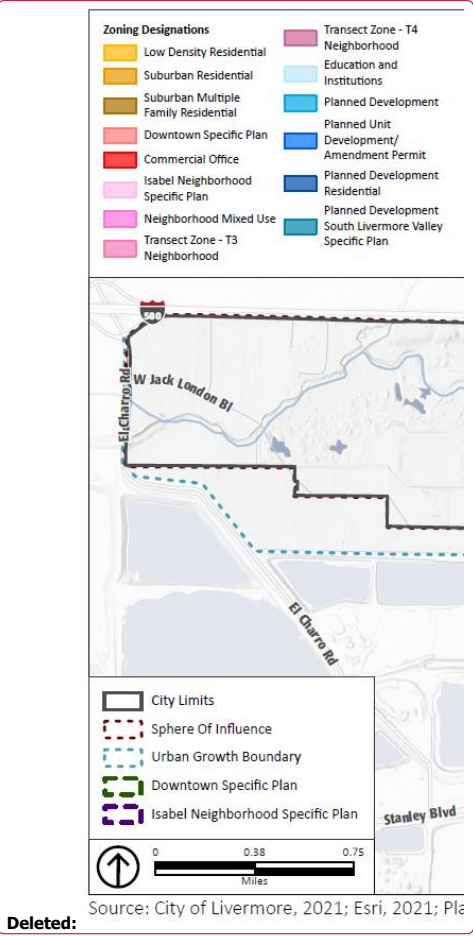 Zoning Designations
Low Density Residential
Suburban Residential
Suburban Multiple
Family Residential
Downtown Specific Plan
Commercial Office
Isabel Neighborhood
Specific Plan
Neighborhood Mixed Use
Transect Zone - T3
Neighborhood
Transect Zone - T4
Neighborhood
Education and
Institutions
Planned Development
Planned Unit
Development/
Amendment Permit
Planned Development
Residential
Planned Development
South Livermore Valley
Specific Plan
580
W Jack London Bl
El Charro Rd
El Charro Rd
Stanley Blvd
City Limits
Sphere Of Influence
Urban Growth Boundary
Downtown Specific Plan
Isabel Neighborhood Specific Plan
0 0.38 0.75
Miles
Source: City of Livermore, 2021; Esri, 2021; Pla
Deleted: